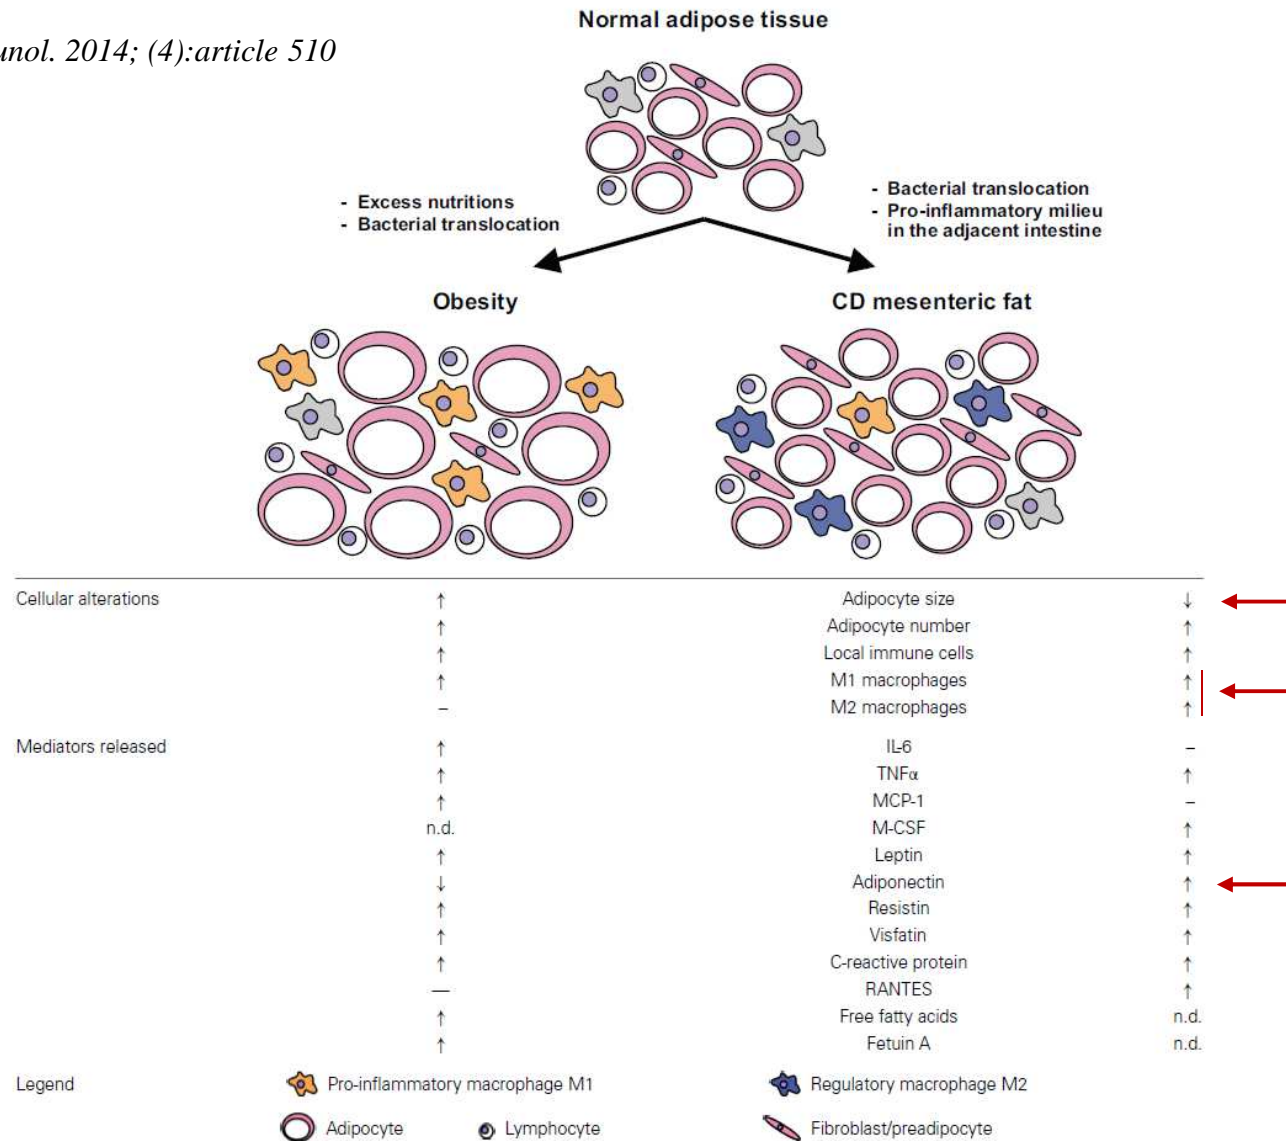 Normal adipose tissue
unol. 2014; (4):article 510
- Excess nutritions
- Bacterial translocation
- Bacterial translocation
- Pro-inflammatory milieu
in the adjacent intestine
Obesity
CD mesenteric fat
Cellular alterations ↑ Adipocyte size ↓
↑ Adipocyte number ↑
↑ Local immune cells ↑
↑ M1 macrophages ↑
– M2 macrophages ↑
Mediators released ↑ IL-6 –
↑ TNFα ↑
↑ MCP-1 –
n.d. M-CSF ↑
↑ Leptin ↑
↓ Adiponectin ↑
↑ Resistin ↑
↑ Visfatin ↑
↑ C-reactive protein ↑
— RANTES ↑
↑ Free fatty acids n.d.
↑ Fetuin A n.d.
Legend Pro-inflammatory macrophage M1 Regulatory macrophage M2
Adipocyte Lymphocyte Fibroblast/preadipocyte